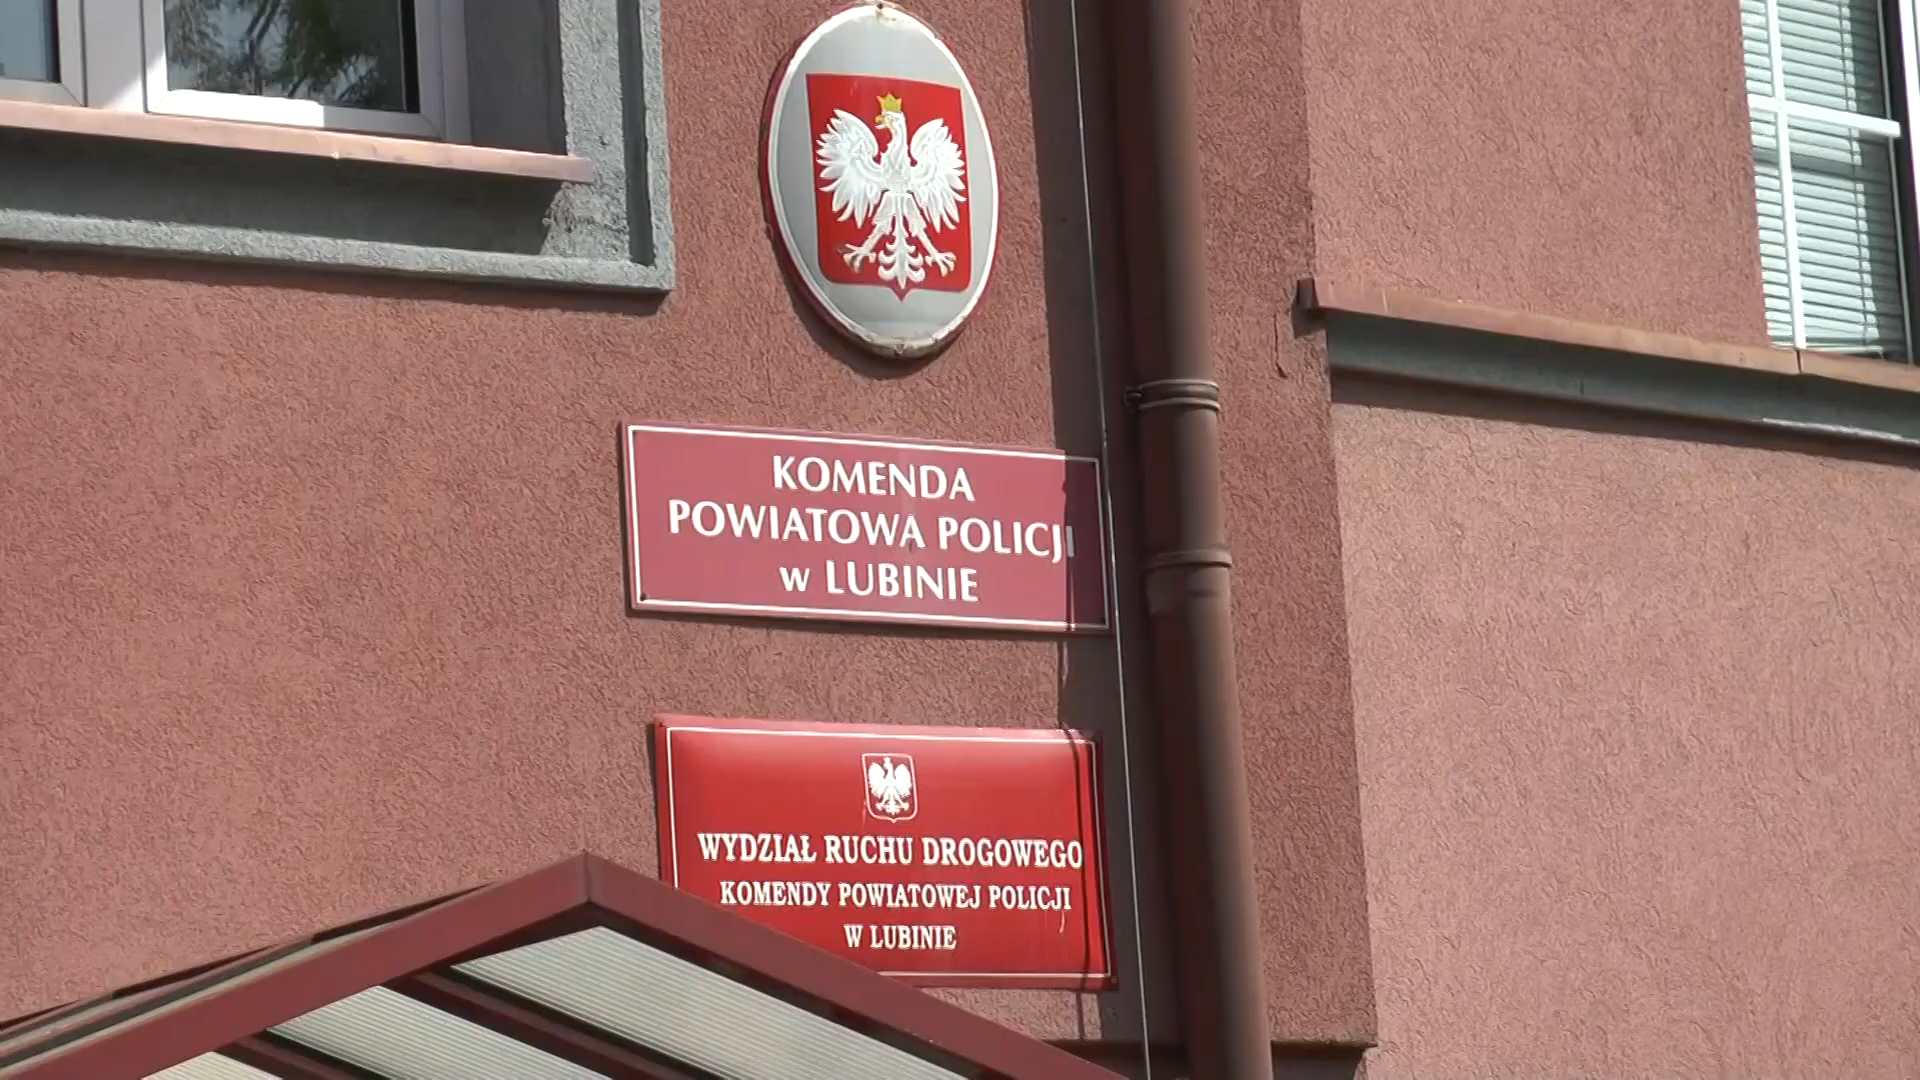 KOMENDA
POWIATOWA POLICJI
w LUBINIE
WYDZIAŁ RUCHU DROGOWEGO
KOMENDY POWIATOWEJ POLICJI
W LUBINIE